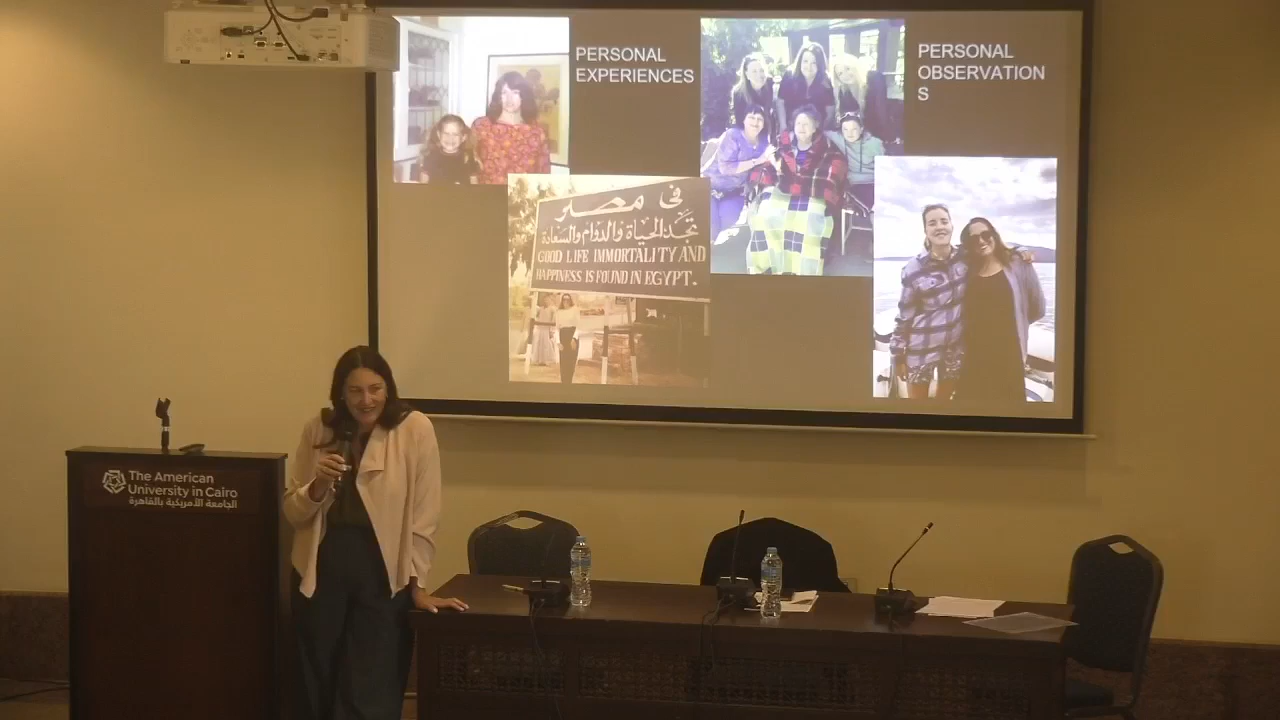 PERSONAL
EXPERIENCES
PERSONAL
OBSERVATION
S
في مصر
تجد الحياة والدوام والسعادة
GOOD LIFE IMMORTALITY AND
HAPPINESS IS FOUND IN EGYPT.
The American
University in Cairo
الجامعة الأمريكية بالقاهرة